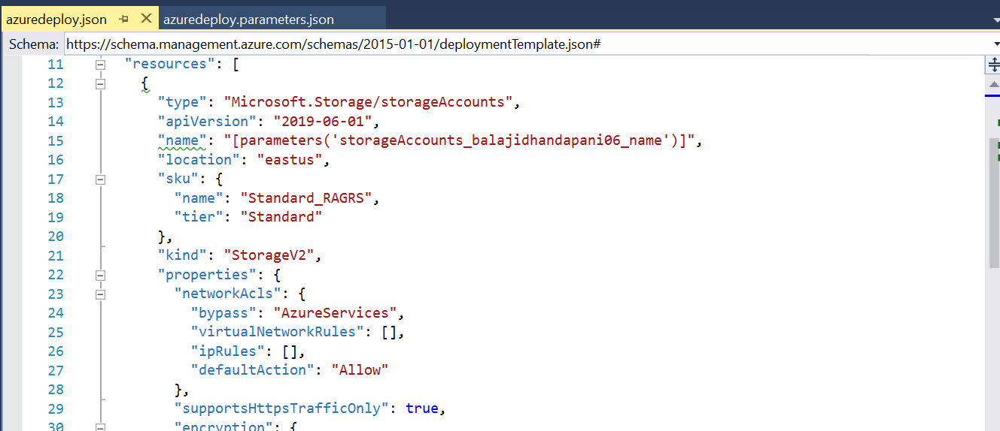 azuredeploy.json azuredeploy.parameters.json
Schema: https://schema.management.azure.com/schemas/2015-01-01/deploymentTemplate.json#
11 "resources": [
12 {
13 "type": "Microsoft.Storage/storageAccounts",
14 "apiVersion": "2019-06-01",
15 "name": "[parameters('storageAccounts_balajidhandapani06_name')]",
16 "location": "eastus",
17 "sku": {
18 "name": "Standard_RAGRS",
19 "tier": "Standard"
20 },
21 "kind": "StorageV2",
22 "properties": {
23 "networkAcls": {
24 "bypass": "AzureServices",
25 "virtualNetworkRules": [],
26 "ipRules": [],
27 "defaultAction": "Allow"
28 },
29 "supportsHttpsTrafficOnly": true,
30 "encryption": {